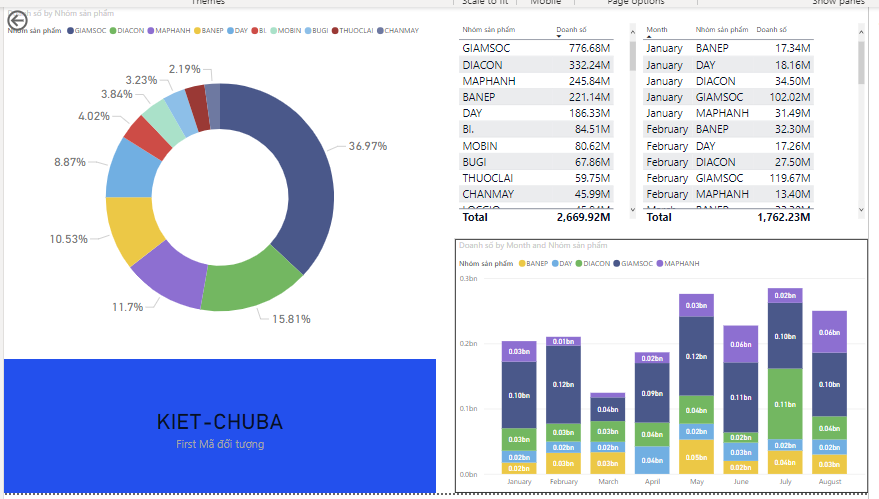 Themes Scale to fit Mobile Page options Show panes
Doanh số by Nhóm sản phẩm
Nhóm sản phẩm GIAMSOC DIACON MAPHANH BANEP DAY BI. MOBIN BUGI THUOCLAI CHANMAY
2.19%
3.23%
3.84%
4.02%
8.87%
10.53%
11.7%
15.81%
36.97%
Nhóm sản phẩm Doanh số
GIAMSOC 776.68M
DIACON 332.24M
MAPHANH 245.84M
BANEP 221.14M
DAY 186.33M
BI. 84.51M
MOBIN 80.62M
BUGI 67.86M
THUOCLAI 59.75M
CHANMAY 45.99M
Total 2,669.92M
Month Nhóm sản phẩm Doanh số
January BANEP 17.34M
January DAY 18.16M
January DIACON 34.50M
January GIAMSOC 102.02M
January MAPHANH 31.49M
February BANEP 32.30M
February DAY 17.26M
February DIACON 27.50M
February GIAMSOC 119.67M
February MAPHANH 13.40M
Total 1,762.23M
KIET-CHUBA
First Mã đối tượng
Doanh số by Month and Nhóm sản phẩm
Nhóm sản phẩm BANEP DAY DIACON GIAMSOC MAPHANH
0.3bn
0.2bn
0.1bn
0.0bn
0.03bn 0.10bn 0.03bn 0.02bn 0.02bn
0.01bn 0.12bn 0.03bn 0.02bn 0.03bn
0.04bn 0.03bn 0.02bn 0.03bn
0.02bn 0.09bn 0.04bn 0.04bn
0.03bn 0.12bn 0.04bn 0.02bn 0.05bn
0.06bn 0.11bn 0.02bn 0.03bn 0.02bn
0.02bn 0.10bn 0.11bn 0.02bn 0.04bn
0.06bn 0.10bn 0.04bn 0.02bn 0.03bn
January February March April May June July August